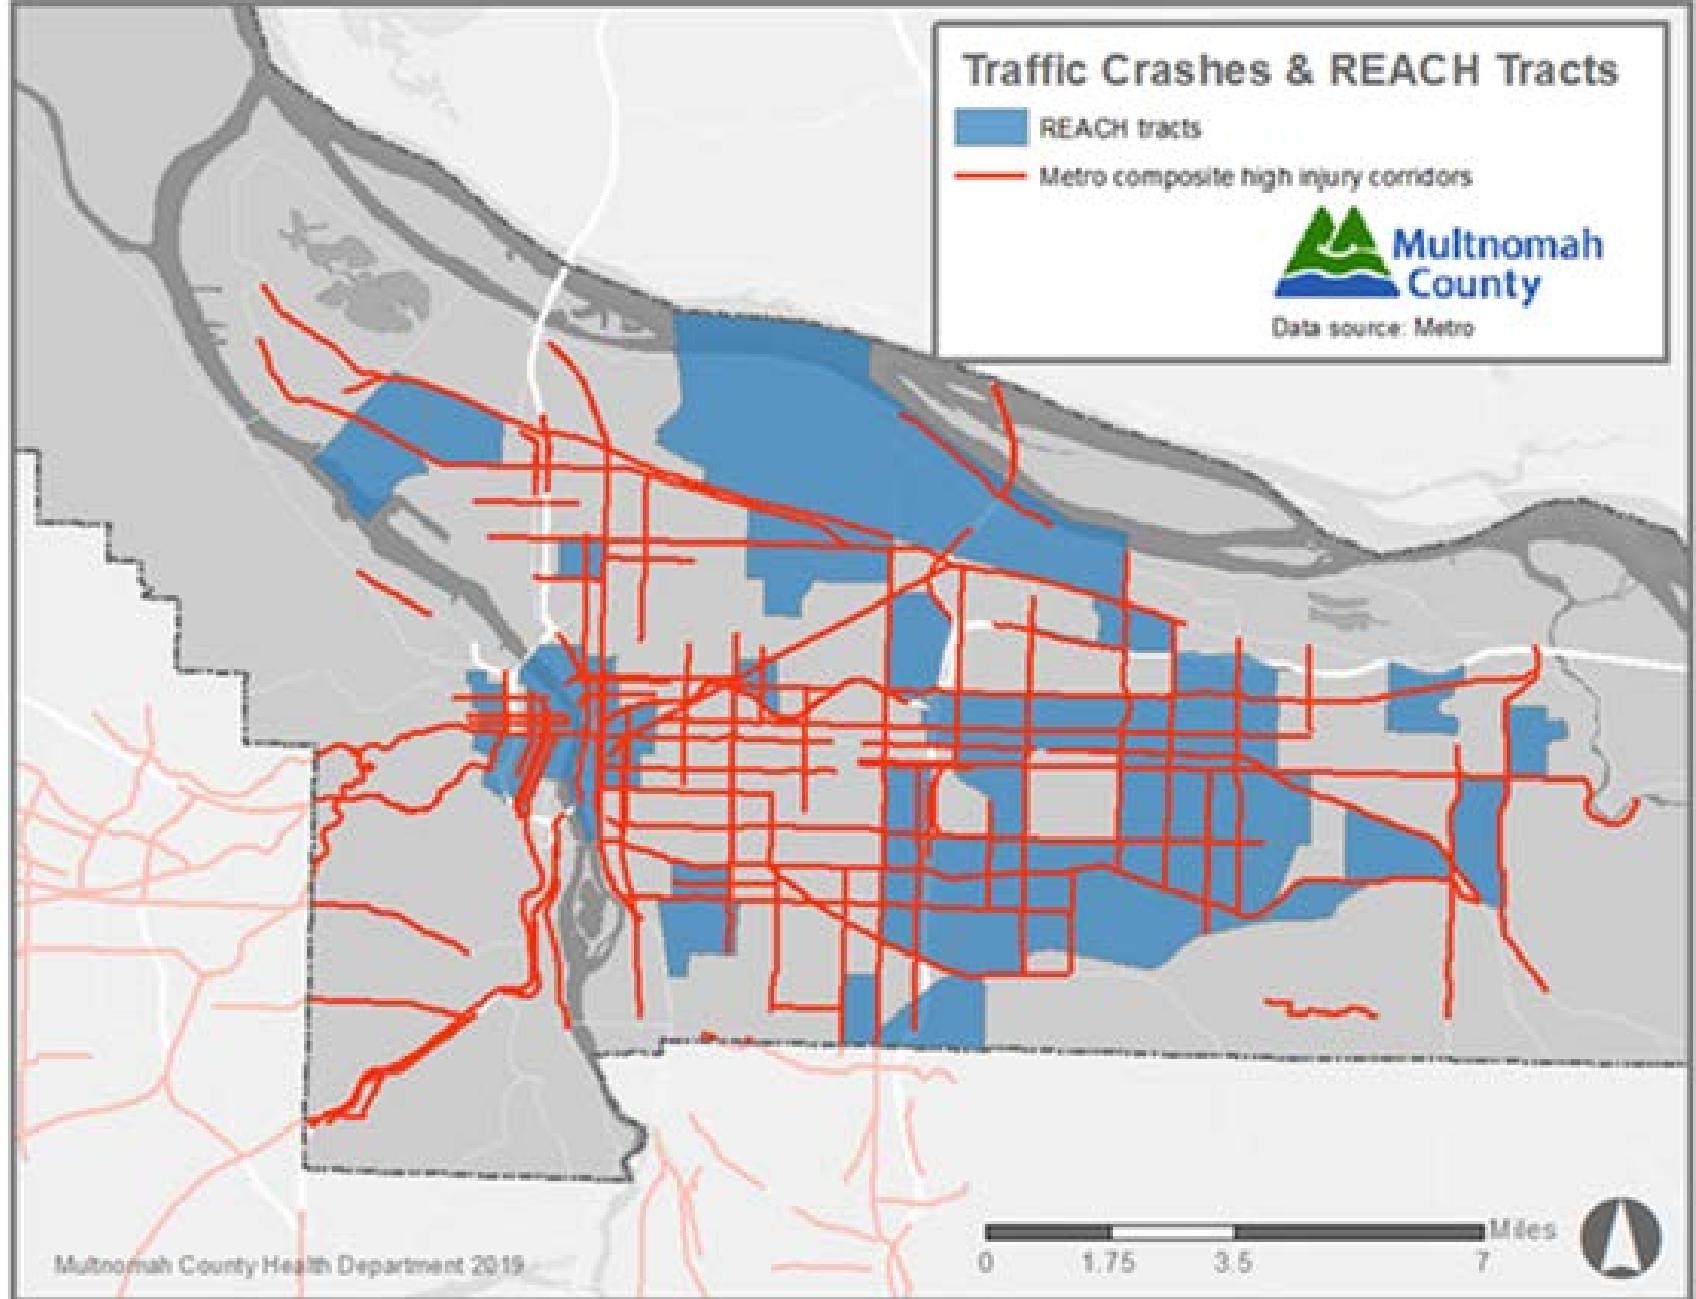 Traffic Crashes & REACH Tracts
REACH tracts
Metro composite high injury corridors
Multnomah
County
Data source: Metro
Miles
0 1.75 3.5 7
Multnomah County Health Department 2019